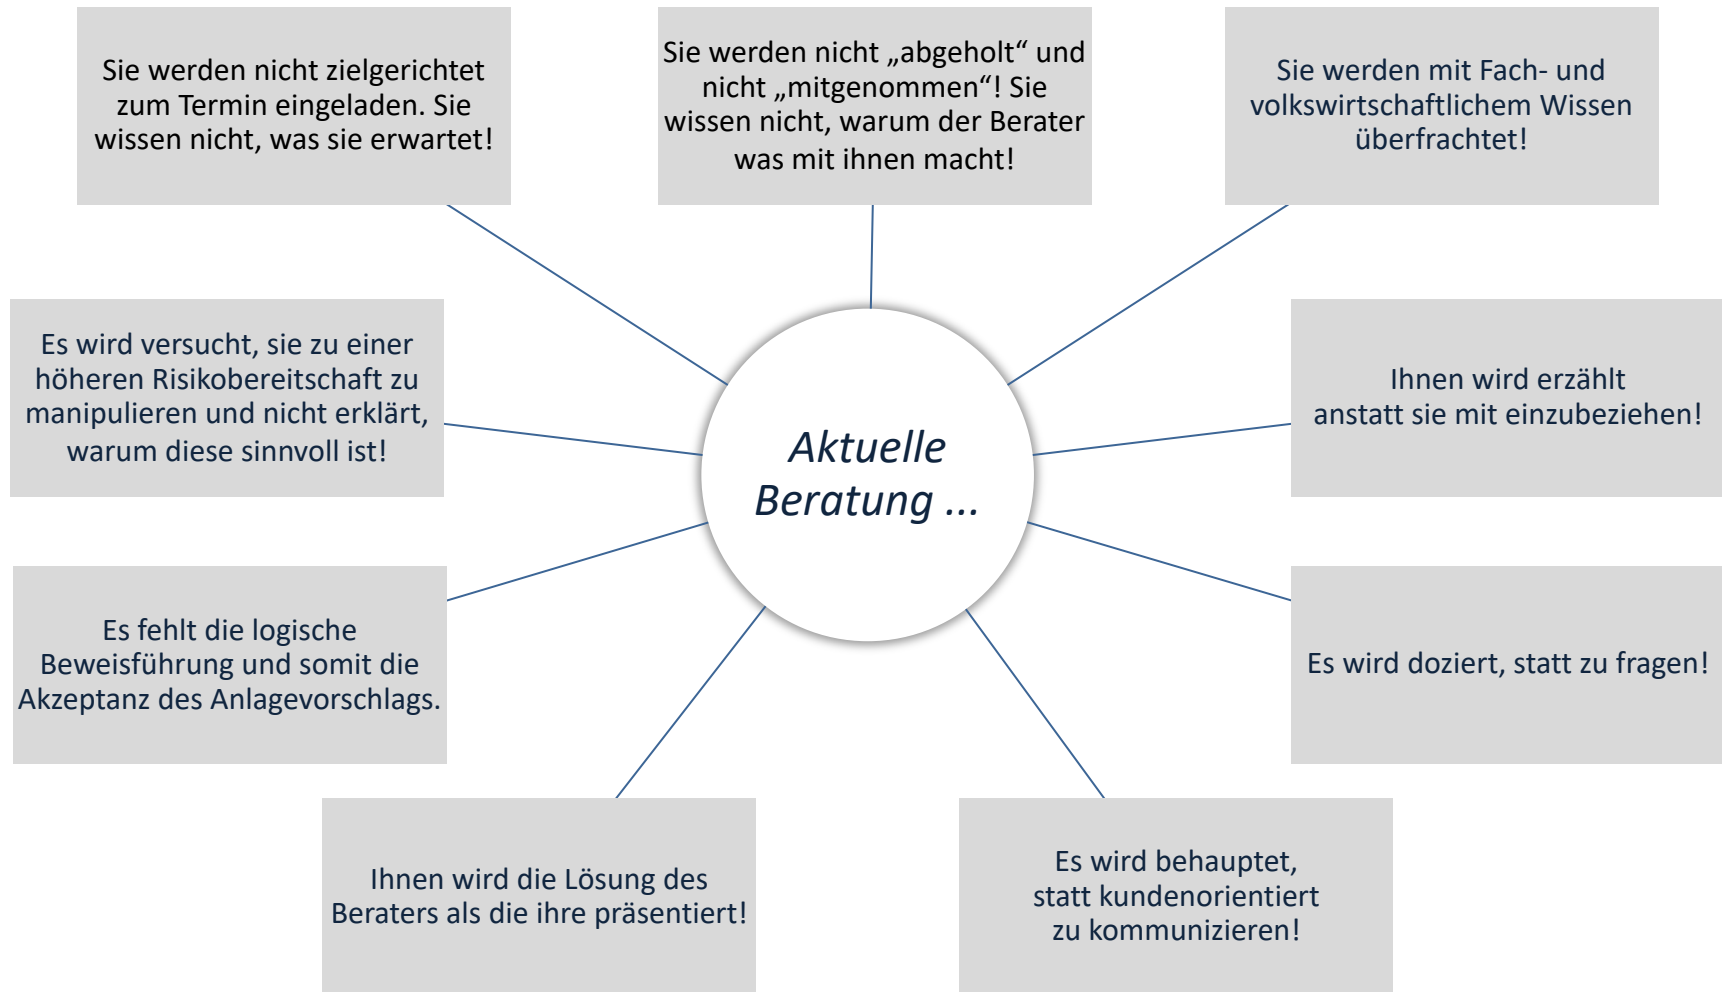 Sie werden nicht zielgerichtet
zum Termin eingeladen. Sie
wissen nicht, was sie erwartet!
Sie werden nicht „abgeholt“ und
nicht „mitgenommen“! Sie
wissen nicht, warum der Berater
was mit ihnen macht!
Sie werden mit Fach- und
volkswirtschaftlichem Wissen
überfrachtet!
Es wird versucht, sie zu einer
höheren Risikobereitschaft zu
manipulieren und nicht erklärt,
warum diese sinnvoll ist!
Aktuelle
Beratung ...
Ihnen wird erzählt
anstatt sie mit einzubeziehen!
Es fehlt die logische
Beweisführung und somit die
Akzeptanz des Anlagevorschlags.
Es wird doziert, statt zu fragen!
Ihnen wird die Lösung des
Beraters als die ihre präsentiert!
Es wird behauptet,
statt kundenorientiert
zu kommunizieren!